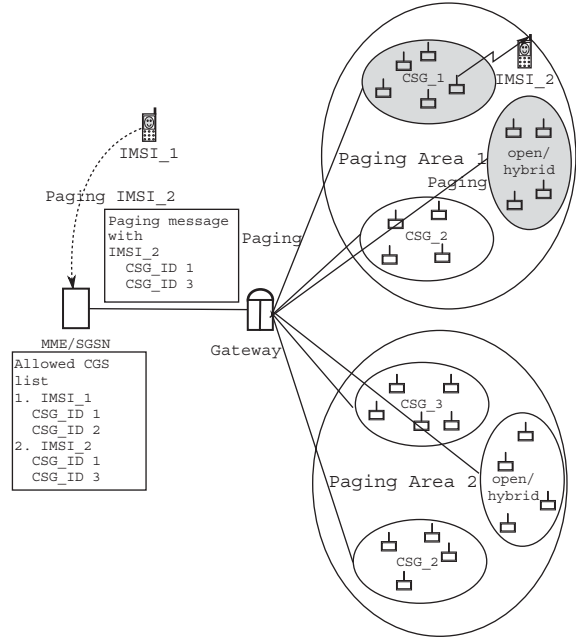 CSG_1
IMSI_2
IMSI_1
Paging Area 1
open/
hybrid
Paging
Paging IMSI_2
Paging message
with
IMSI_2
CSG_ID 1
CSG_ID 3
Paging
CSG_2
MME/SGSN
Gateway
Allowed CGS
list
1. IMSI_1
CSG_ID 1
CSG_ID 2
2. IMSI_2
CSG_ID 1
CSG_ID 3
CSG_3
Paging Area 2
open/
hybrid
CSG_2